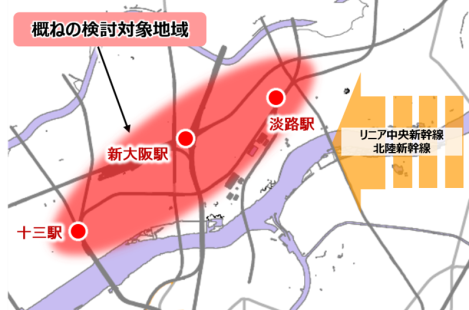 概ねの検討対象地域
淡路駅
リニア中央新幹線
北陸新幹線
新大阪駅
十三駅